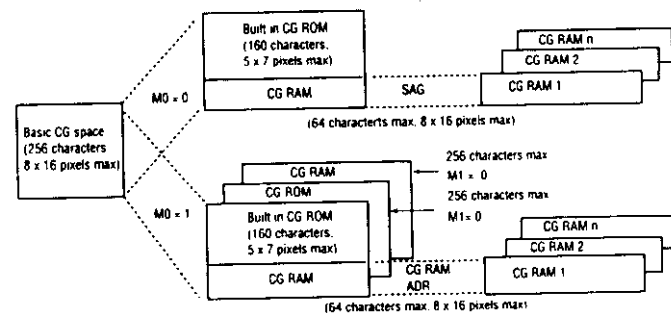 Built in CG ROM
(160 characters.
5 x 7 pixels max)
CG RAM
M0 = 0
SAG
CG RAM n
CG RAM 2
CG RAM 1
(64 characterts max. 8 x 16 pixels max)
Basic CG space
(256 characters
8 x 16 pixels max)
M0 = 1
CG RAM
CG ROM
Built in CG ROM
(160 characters.
5 x 7 pixels max)
CG RAM
256 characters max
M1 = 0
256 characters max
M1= 0
CG RAM
ADR
CG RAM n
CG RAM 2
CG RAM 1
(64 characters max. 8 x 16 pixels max)